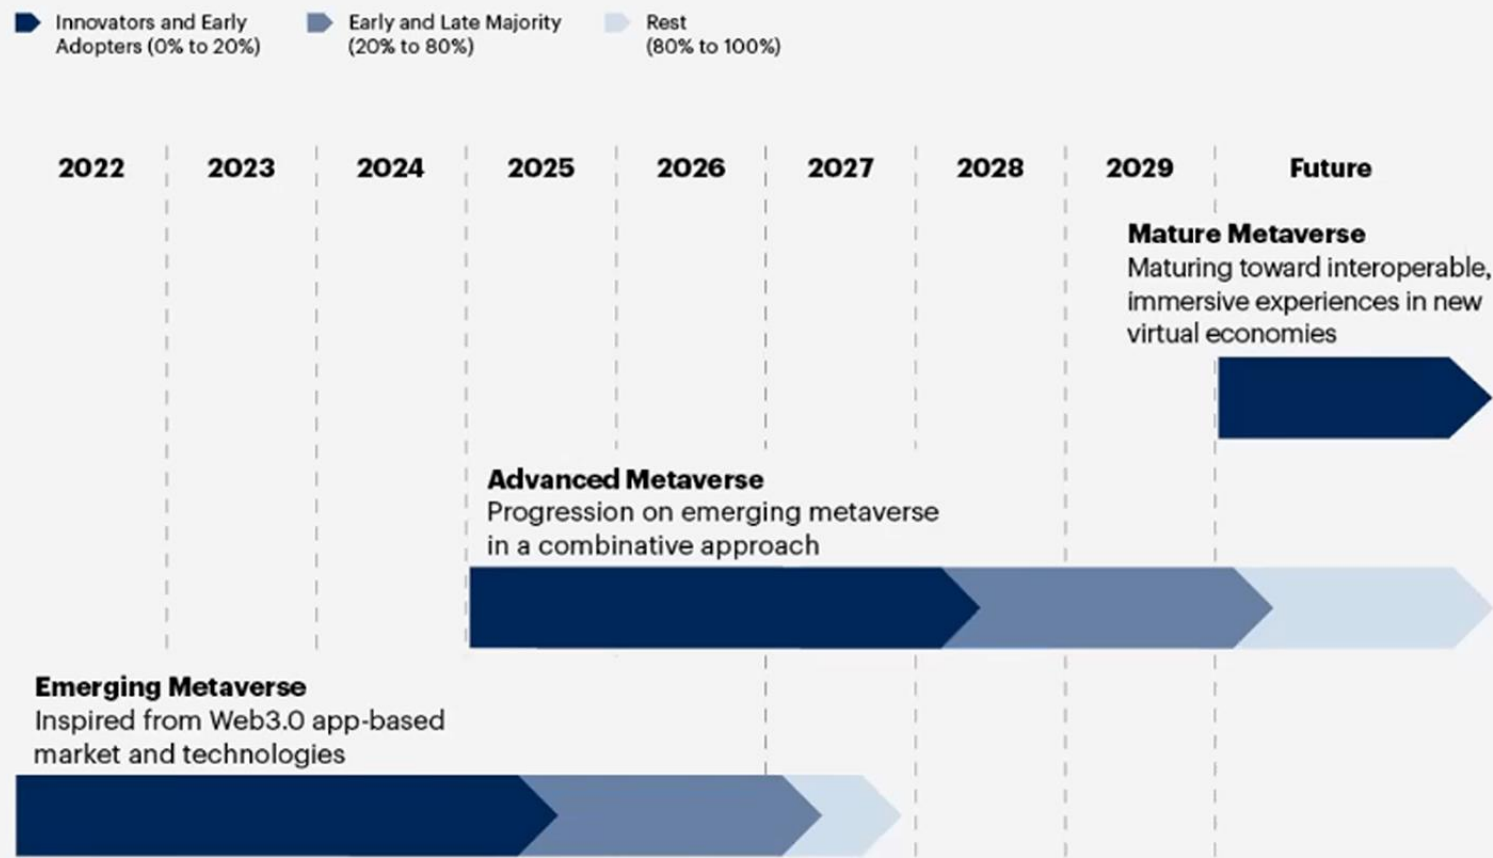 Innovators and Early
Adopters (0% to 20%)
Early and Late Majority
(20% to 80%)
Rest
(80% to 100%)
2022 2023 2024 2025 2026 2027 2028 2029 Future
Mature Metaverse
Maturing toward interoperable,
immersive experiences in new
virtual economies
Advanced Metaverse
Progression on emerging metaverse
in a combinative approach
Emerging Metaverse
Inspired from Web3.0 app-based
market and technologies